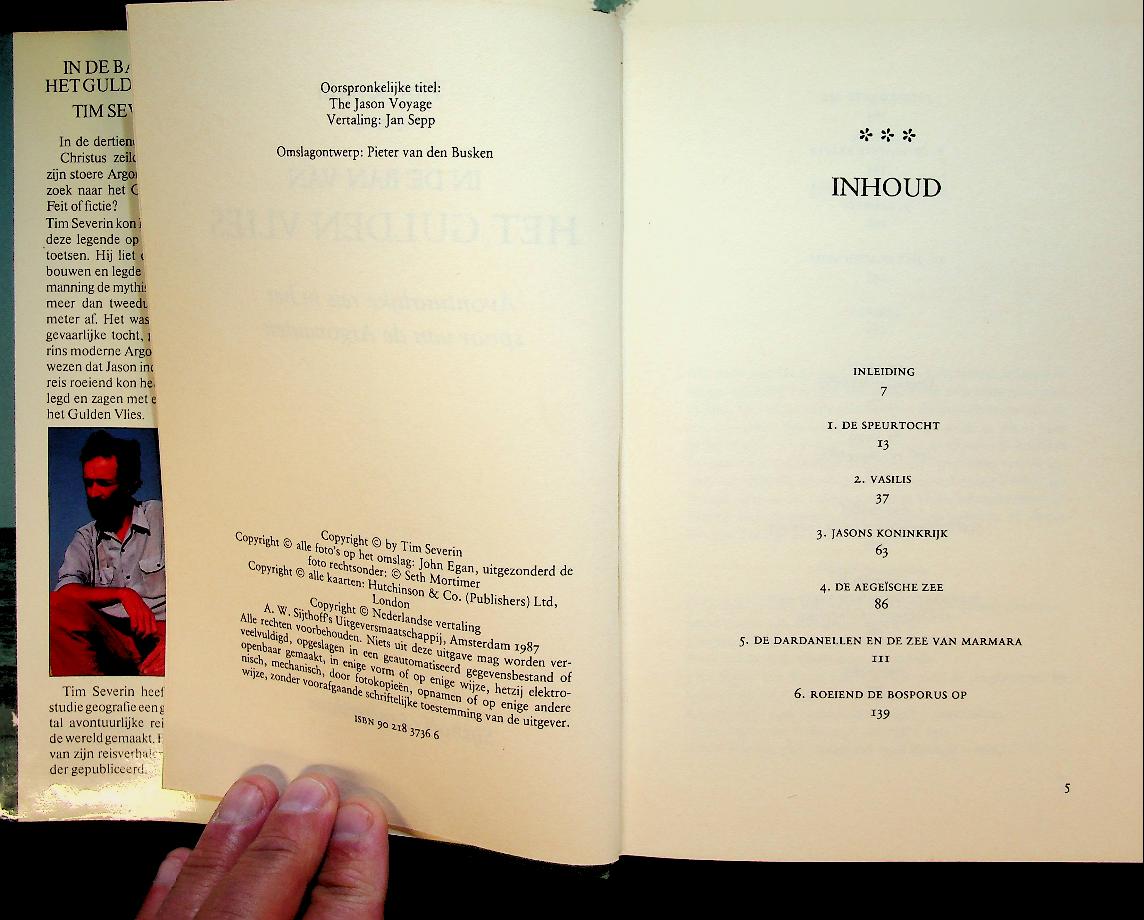 IN DE BA
HET GULD
TIM SEV
In de dertien
Christus zeil
zijn stoere Argo
zoek naar het G
Feit of fictie?
Tim Severin kon
deze legende op
toetsen. Hij liet
bouwen en legde
manning de mythi
meer dan tweedu
meter af. Het was
gevaarlijke tocht,
rins moderne Argo
wezen dat Jason in
reis roeiend kon he
legd en zagen met e
het Gulden Vlies.
Tim Severin heef
studie geografie een g
tal avontuurlijke rei
de wereld gemaakt.
van zijn reisverhale
der gepubliceerd.
Oorspronkelijke titel:
The Jason Voyage
Vertaling: Jan Sepp
Omslagontwerp: Pieter van den Busken
Copyright © by Tim Severin
Copyright © alle foto's op het omslag: John Egan, uitgezonderd de
foto rechtsonder: © Seth Mortimer
Copyright © alle kaarten: Hutchinson & Co. (Publishers) Ltd,
London
Copyright © Nederlandse vertaling
A. W. Sijthoff's Uitgeversmaatschappij, Amsterdam 1987
Alle rechten voorbehouden. Niets uit deze uitgave mag worden ver-
veelvuldigd, opgeslagen in een geautomatiseerd gegevensbestand of
openbaar gemaakt, in enige vorm of op enige wijze, hetzij elektro-
nisch, mechanisch, door fotokopieën, opnamen of op enige andere
wijze, zonder voorafgaande schriftelijke toestemming van de uitgever.
ISBN 90 218 3736 6
***
INHOUD
INLEIDING
7
1. DE SPEURTOCHT
13
2. VASILIS
37
3. JASONS KONINKRIJK
63
4. DE AEGEÏSCHE ZEE
86
5. DE DARDANELLEN EN DE ZEE VAN MARMARA
111
6. ROEIEND DE BOSPORUS OP
139
5